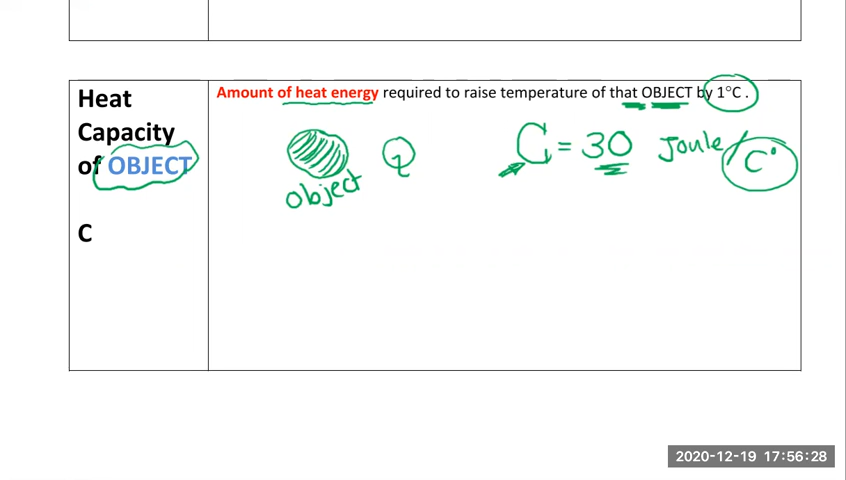 Heat
Capacity
of OBJECT
C
Amount of heat energy required to raise temperature of that OBJECT by 1°C .
Q
C = 30 Joule / C°
object
2020-12-19 17:56:28